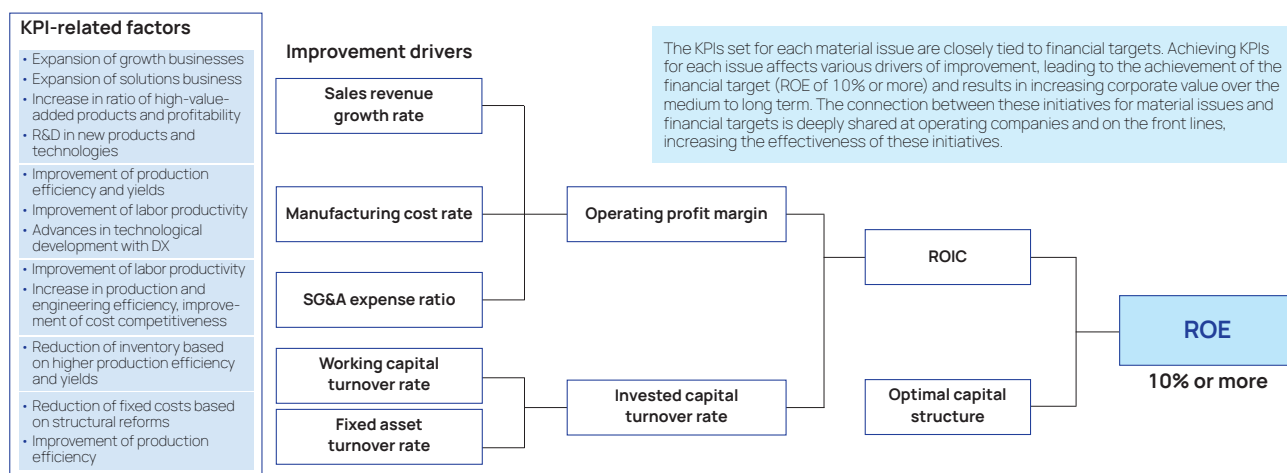 KPI-related factors
• Expansion of growth businesses
• Expansion of solutions business
• Increase in ratio of high-value-
added products and profitability
• R&D in new products and
technologies
• Improvement of production
efficiency and yields
• Improvement of labor productivity
• Advances in technological
development with DX
• Improvement of labor productivity
• Increase in production and
engineering efficiency, improve-
ment of cost competitiveness
• Reduction of inventory based
on higher production efficiency
and yields
• Reduction of fixed costs based
on structural reforms
• Improvement of production
efficiency
Improvement drivers
Sales revenue
growth rate
Manufacturing cost rate
SG&A expense ratio
Working capital
turnover rate
Fixed asset
turnover rate
Operating profit margin
Invested capital
turnover rate
The KPIs set for each material issue are closely tied to financial targets. Achieving KPIs
for each issue affects various drivers of improvement, leading to the achievement of the
financial target (ROE of 10% or more) and results in increasing corporate value over the
medium to long term. The connection between these initiatives for material issues and
financial targets is deeply shared at operating companies and on the front lines,
increasing the effectiveness of these initiatives.
ROIC
Optimal capital
structure
ROE
10% or more